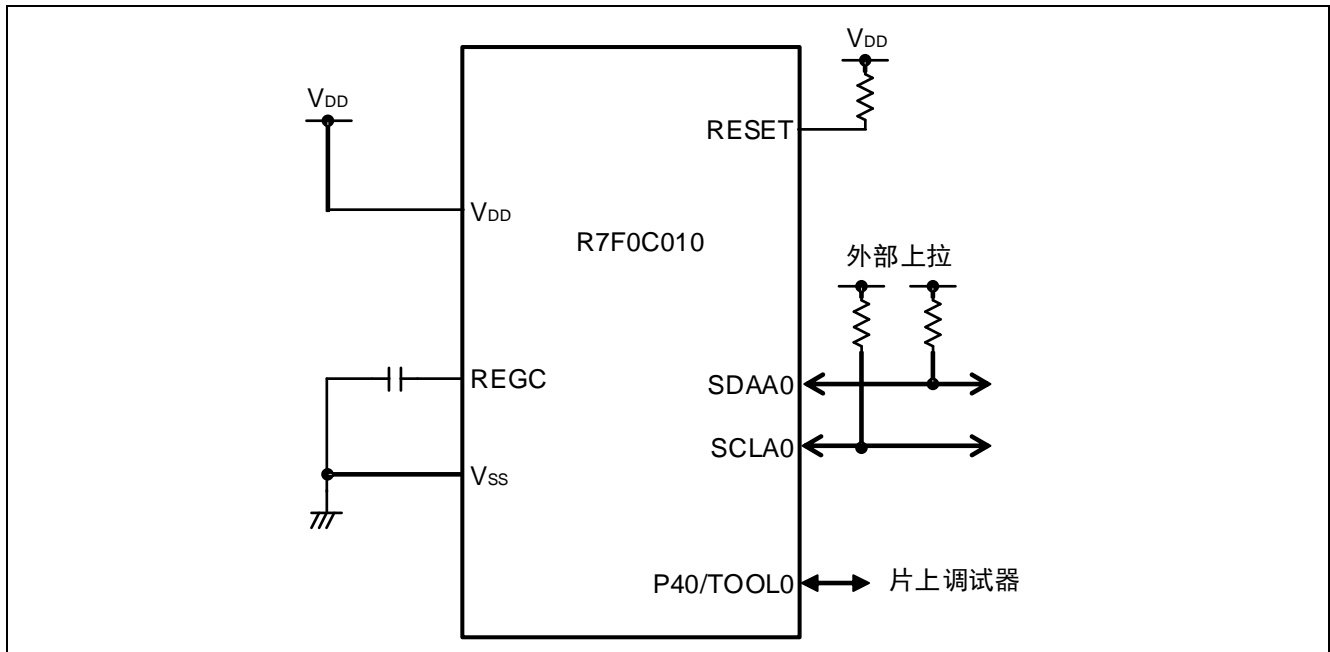 VDD
VDD
RESET
VDD
R7F0C010
外部上拉
REGC
SDAA0
SCLA0
VSS
P40/TOOL0
片上调试器